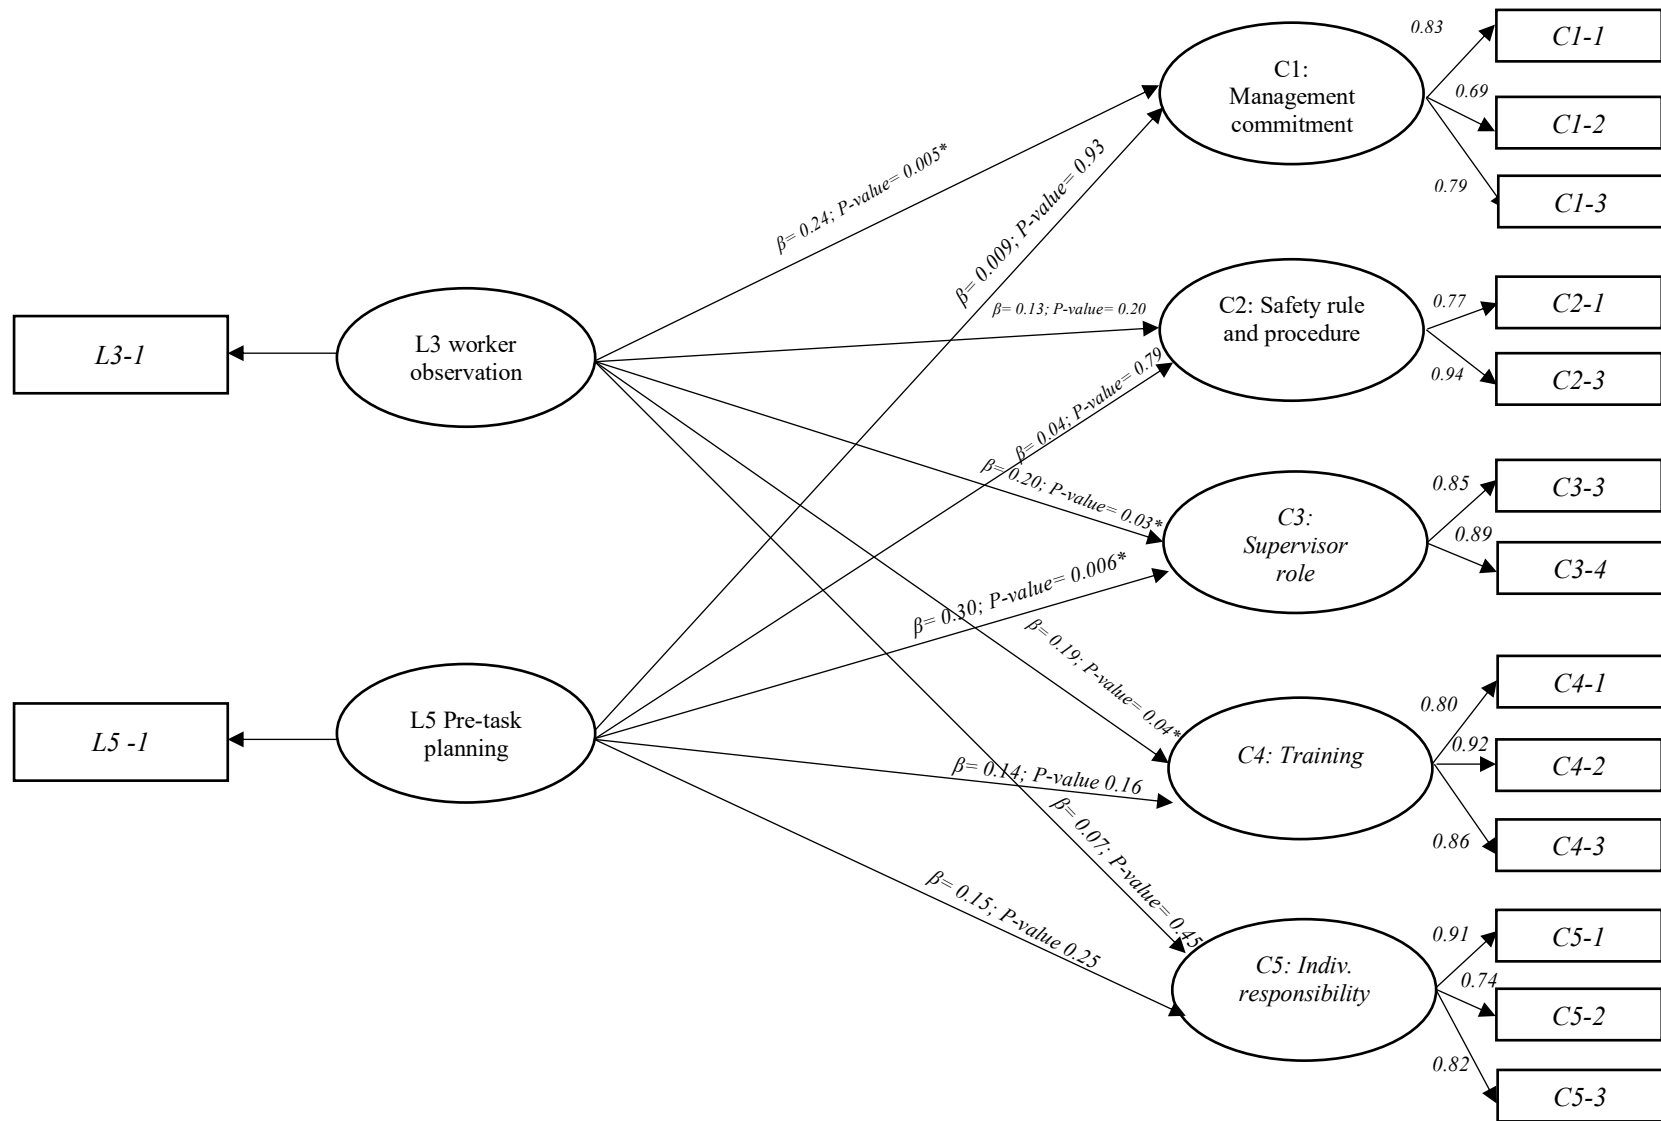 C1:
Management
commitment
0.83
C1-1
0.69
C1-2
0.79
C1-3
β= 0.24; P-value= 0.005*
β= 0.009; P-value= 0.93
L3-1
L3 worker
observation
β= 0.13; P-value= 0.20
C2: Safety rule
and procedure
0.77
C2-1
0.94
C2-3
β= 0.04; P-value= 0.79
β= 0.20; P-value= 0.03*
C3:
Supervisor
role
0.85
C3-3
0.89
C3-4
β= 0.30; P-value= 0.006*
β= 0.19; P-value= 0.04*
L5 -1
L5 Pre-task
planning
C4: Training
0.80
C4-1
0.92
C4-2
0.86
C4-3
β= 0.14; P-value 0.16
β= 0.07; P-value= 0.45
β= 0.15; P-value 0.25
C5: Indiv.
responsibility
0.91
C5-1
0.74
C5-2
0.82
C5-3